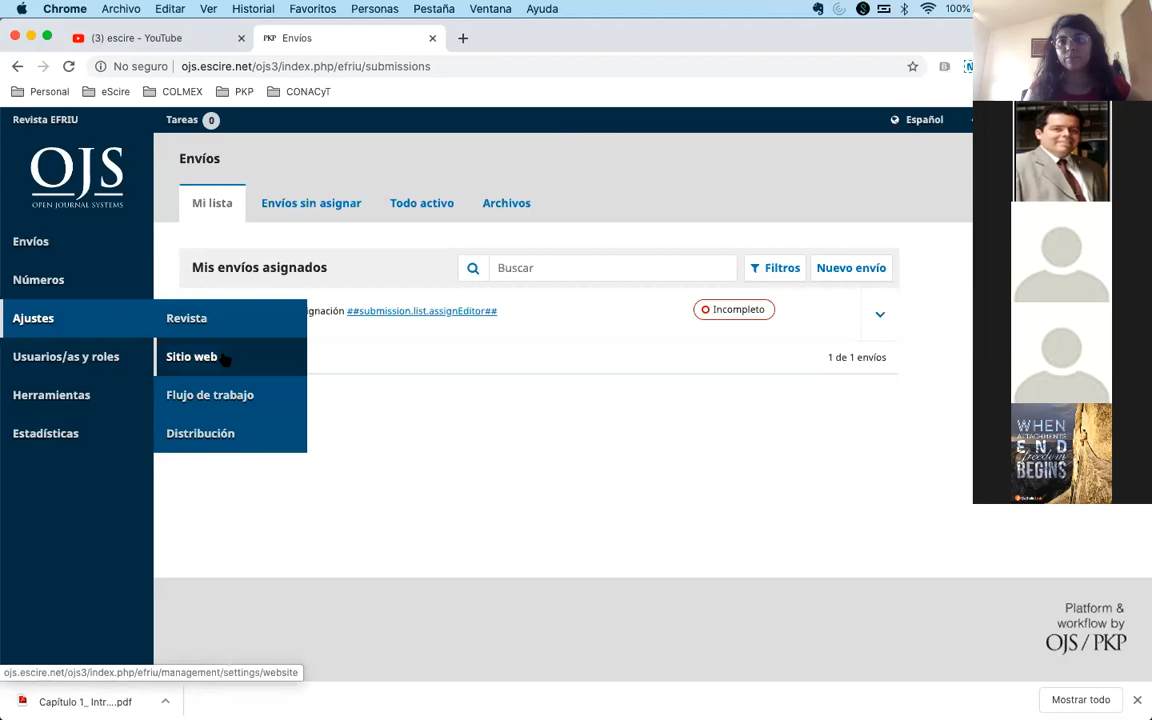 Chrome Archivo Editar Ver Historial Favoritos Personas Pestaña Ventana Ayuda 100%
(3) escire - YouTube
PKP Envíos
No seguro ojs.escire.net/ojs3/index.php/efriu/submissions
Personal eScire COLMEX PKP CONACyT
Revista EFRIU Tareas 0 Español
OJS
OPEN JOURNAL SYSTEMS
Envíos
Mi lista Envíos sin asignar Todo activo Archivos
Envíos
Números
Ajustes
Usuarios/as y roles
Herramientas
Estadísticas
Revista
Sitio web
Flujo de trabajo
Distribución
Mis envíos asignados Buscar Filtros Nuevo envío
ignación ##submission.list.assignEditor## Incompleto
1 de 1 envíos
WHEN
ATTACHMENTS
END
freedom
BEGINS
Platform &
workflow by
OJS / PKP
ojs.escire.net/ojs3/index.php/efriu/management/settings/website
Capítulo 1_ Intr....pdf Mostrar todo